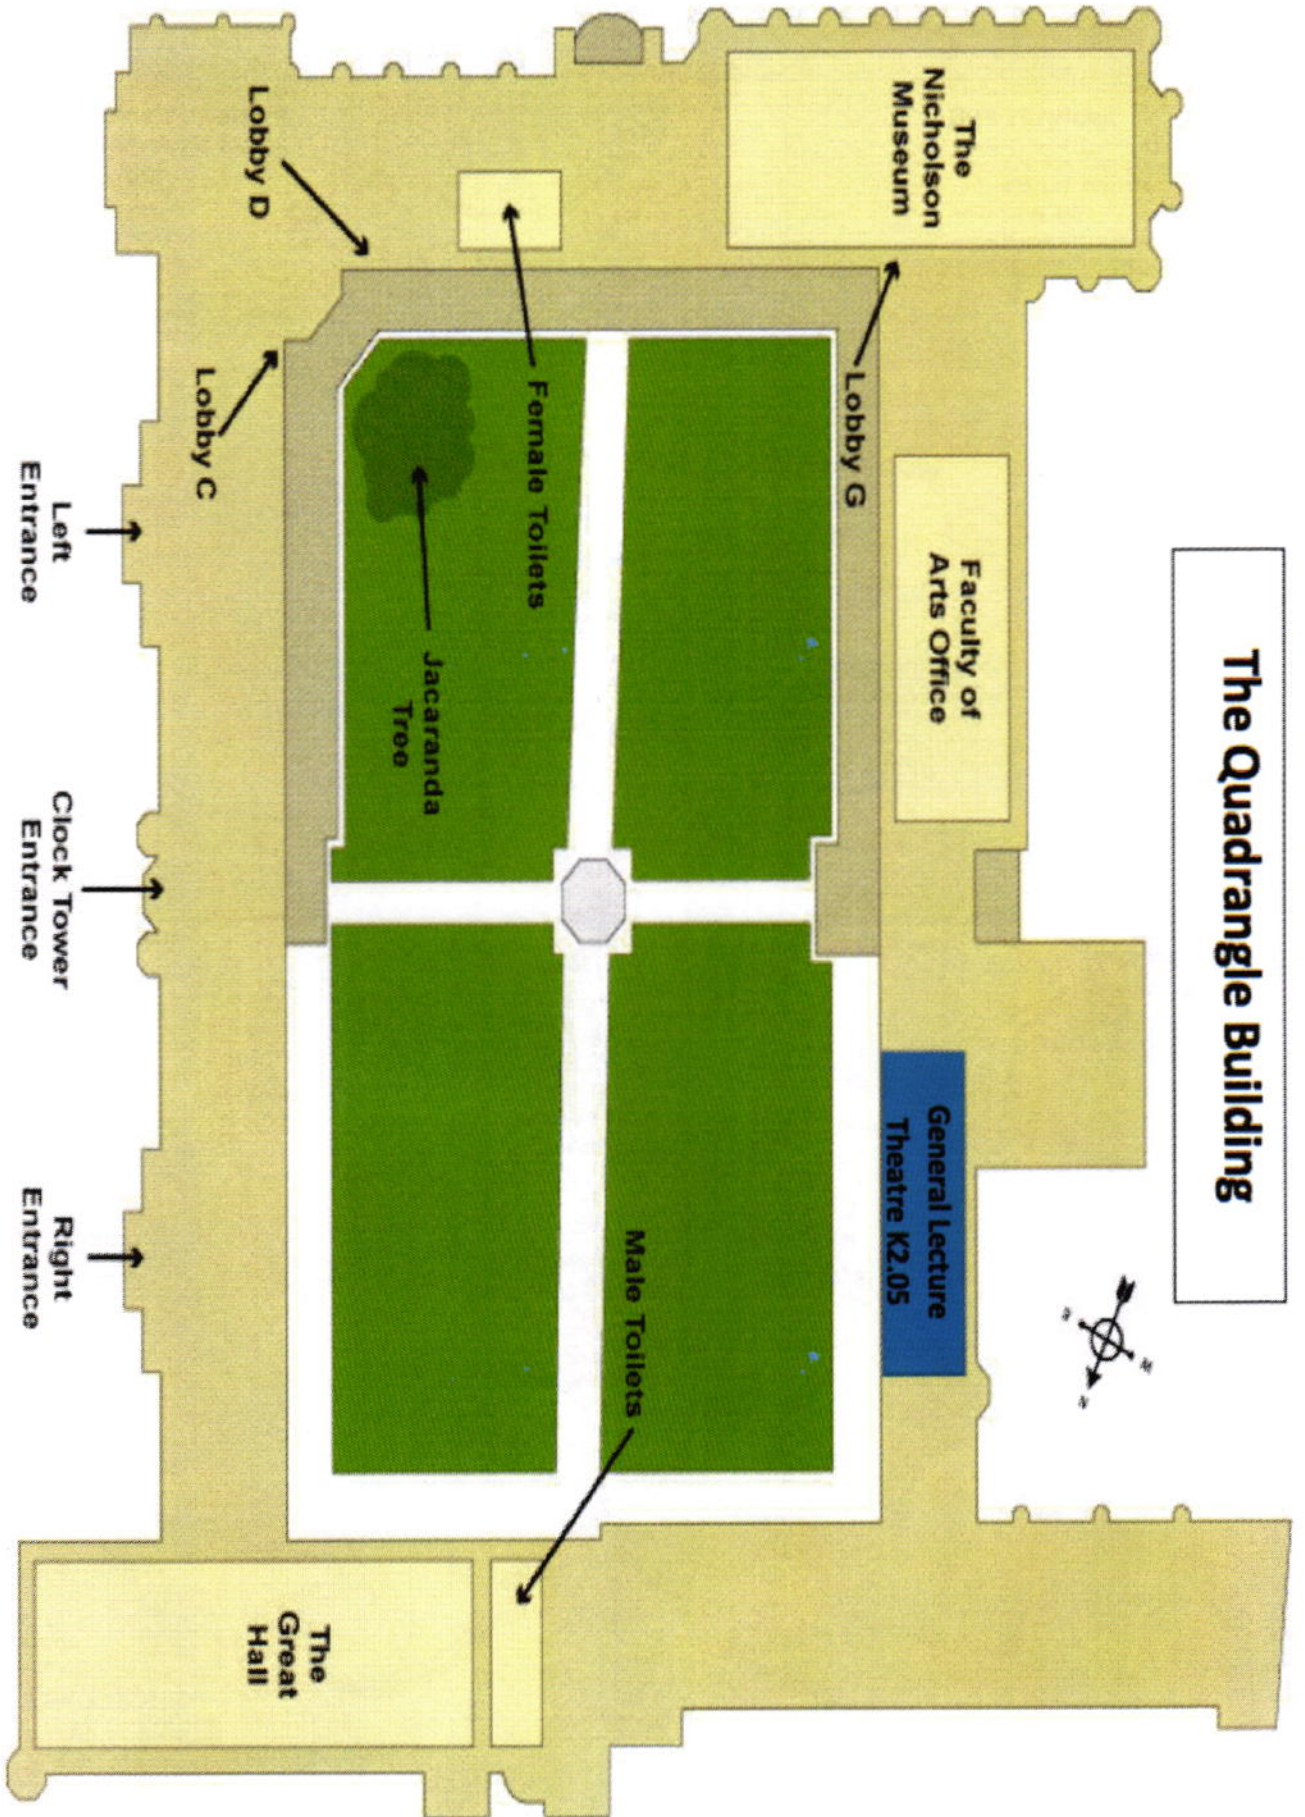 The Quadrangle Building
The
Nicholson
Museum
Faculty of
Arts Office
General Lecture
Theatre K2.05
Lobby G
Female Toilets
Male Toilets
Jacaranda
Tree
Lobby D
Lobby C
The
Great
Hall
Left
Entrance
Clock Tower
Entrance
Right
Entrance
N